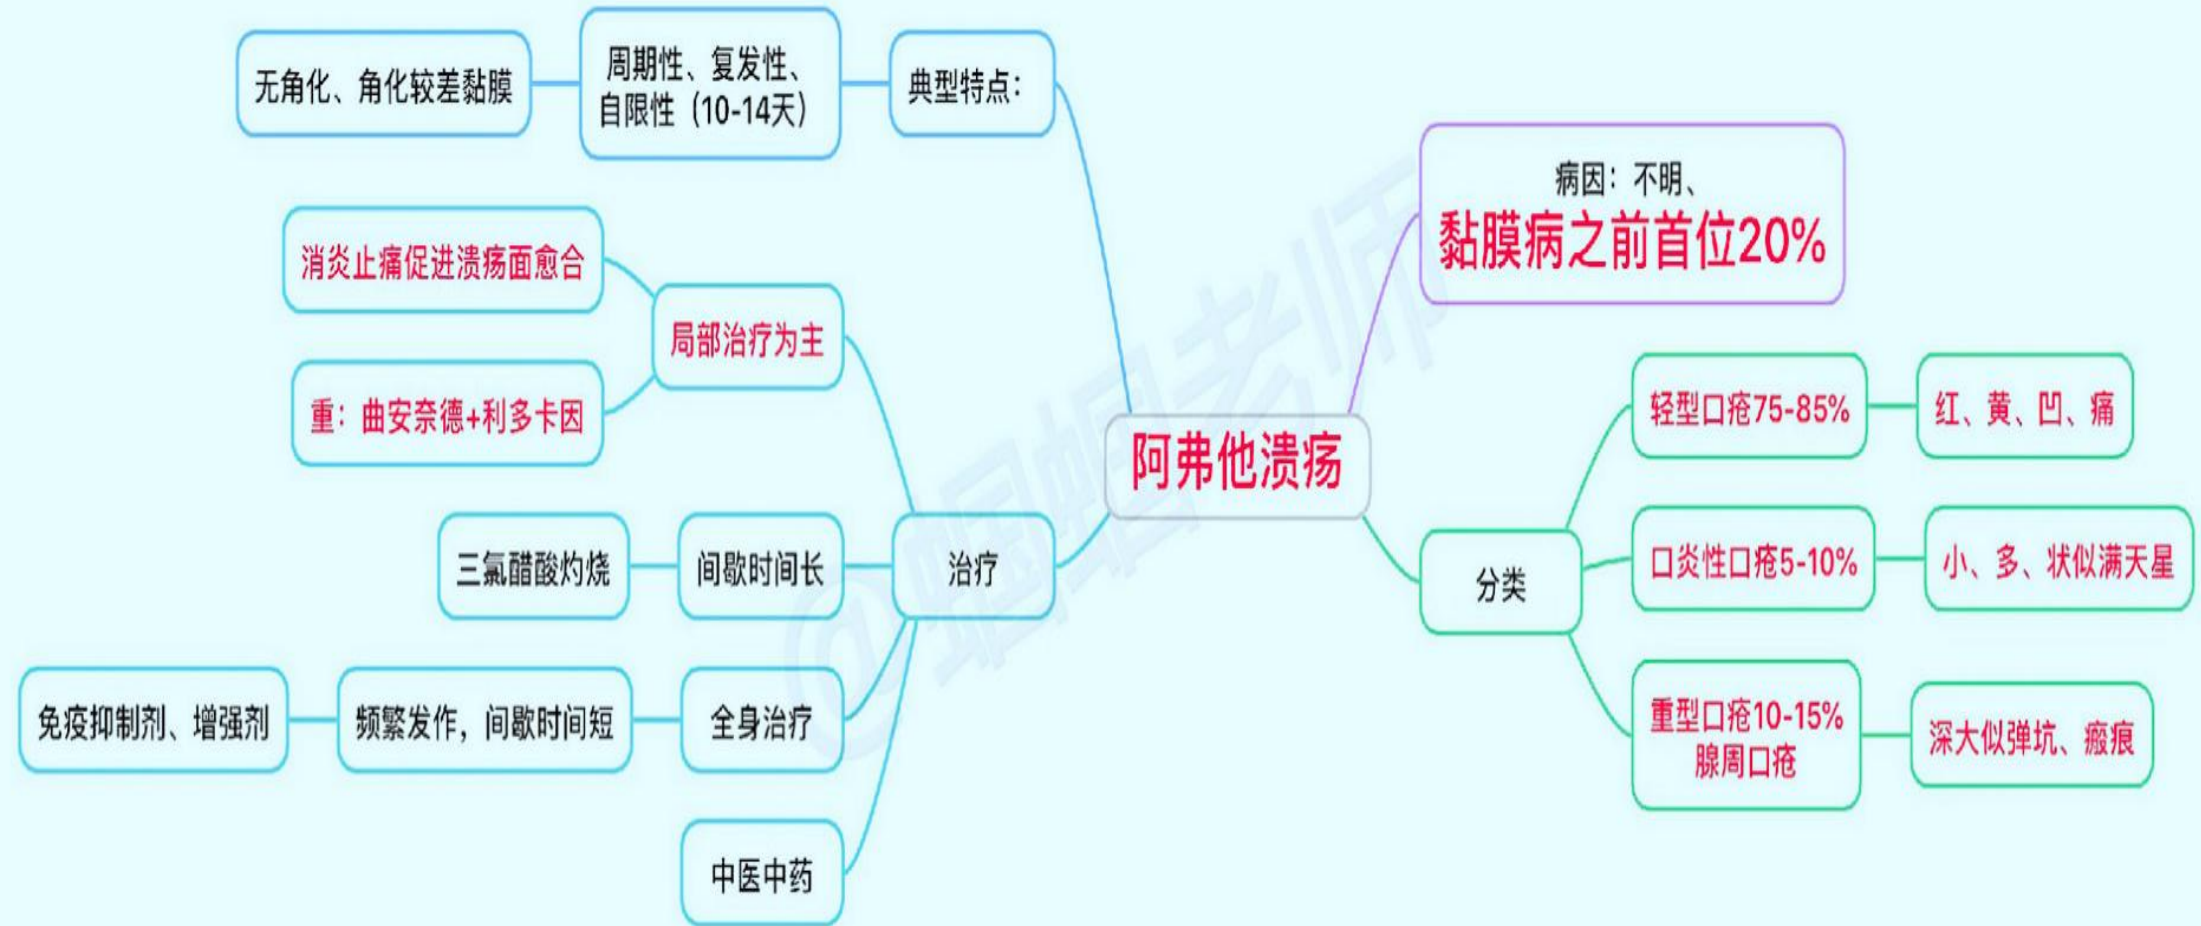 阿弗他溃疡
病因：不明、
黏膜病之前首位20%
分类
轻型口疮75-85%
红、黄、凹、痛
口炎性口疮5-10%
小、多、状似满天星
重型口疮10-15%
腺周口疮
深大似弹坑、瘢痕
典型特点：
周期性、复发性、
自限性（10-14天）
无角化、角化较差黏膜
治疗
局部治疗为主
消炎止痛促进溃疡面愈合
重：曲安奈德+利多卡因
间歇时间长
三氯醋酸灼烧
全身治疗
频繁发作，间歇时间短
免疫抑制剂、增强剂
中医中药
@蝈蝈老师